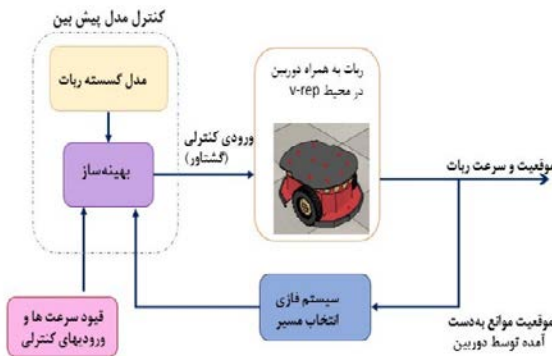 کنترل مدل پیش بین
مدل گسسته ربات
بهینه‌ساز
ورودی کنترلی
(گشتاور)
ربات به همراه دوربین
در محیط v-rep
موقعیت و سرعت ربات
سیستم فازی
انتخاب مسیر
موقعیت موانع به‌دست
آمده توسط دوربین
قیود سرعت ها و
ورودیهای کنترلی